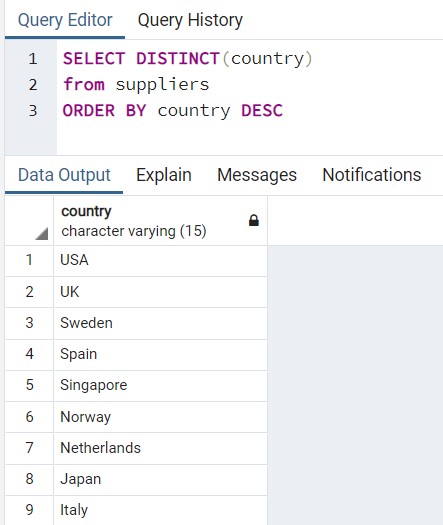 Query Editor Query History
1 SELECT DISTINCT(country)
2 from suppliers
3 ORDER BY country DESC
Data Output Explain Messages Notifications
country
character varying (15)
1 USA
2 UK
3 Sweden
4 Spain
5 Singapore
6 Norway
7 Netherlands
8 Japan
9 Italy